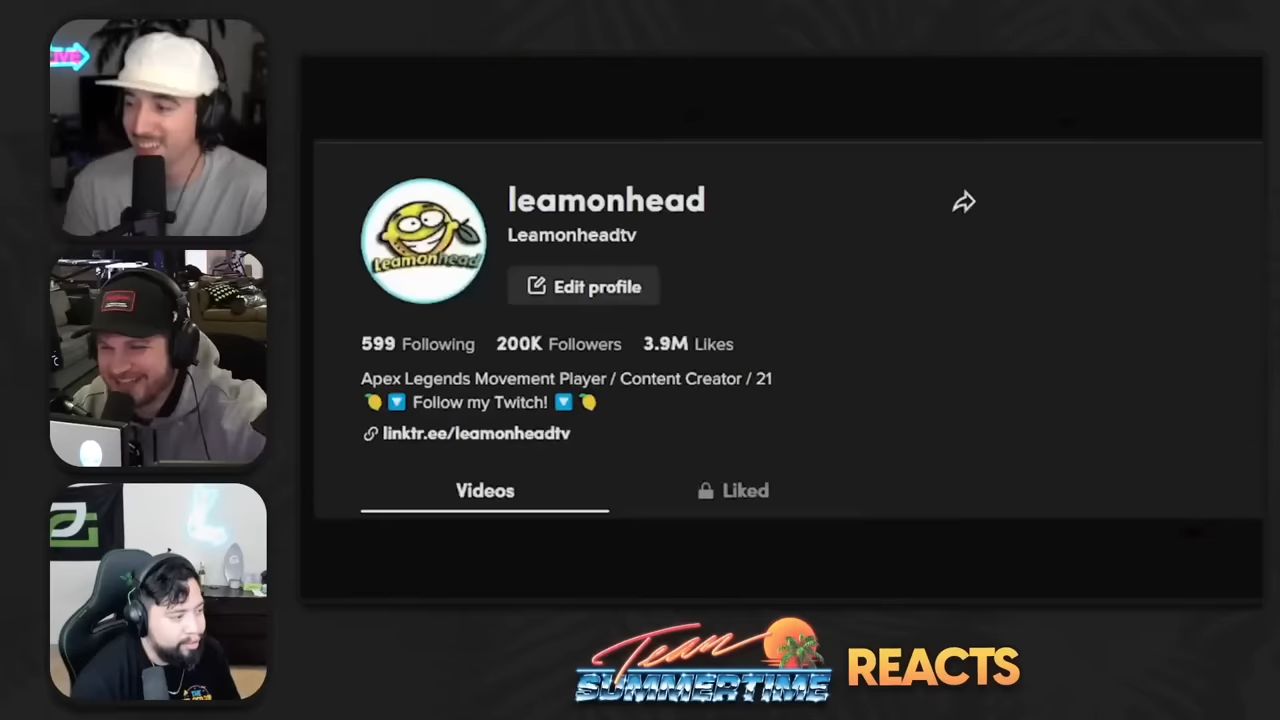 leamonhead
Leamonheadtv
Leamonhead
Edit profile
599 Following 200K Followers 3.9M Likes
Apex Legends Movement Player / Content Creator / 21
🍋 🔽 Follow my Twitch! 🔽 🍋
linktr.ee/leamonheadtv
Videos Liked
Team
SUMMERTIME REACTS